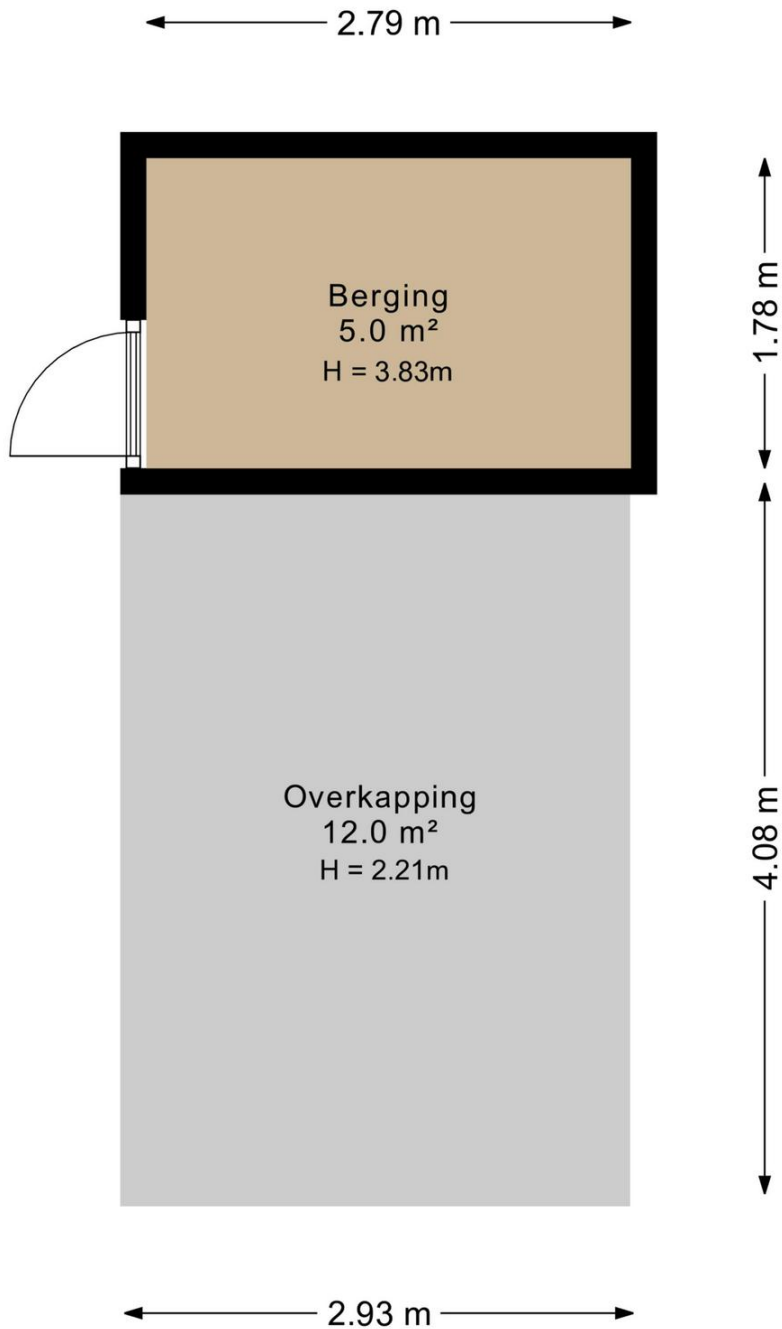 2.79 m
Berging
5.0 m²
H = 3.83m
1.78 m
Overkapping
12.0 m²
H = 2.21m
4.08 m
2.93 m